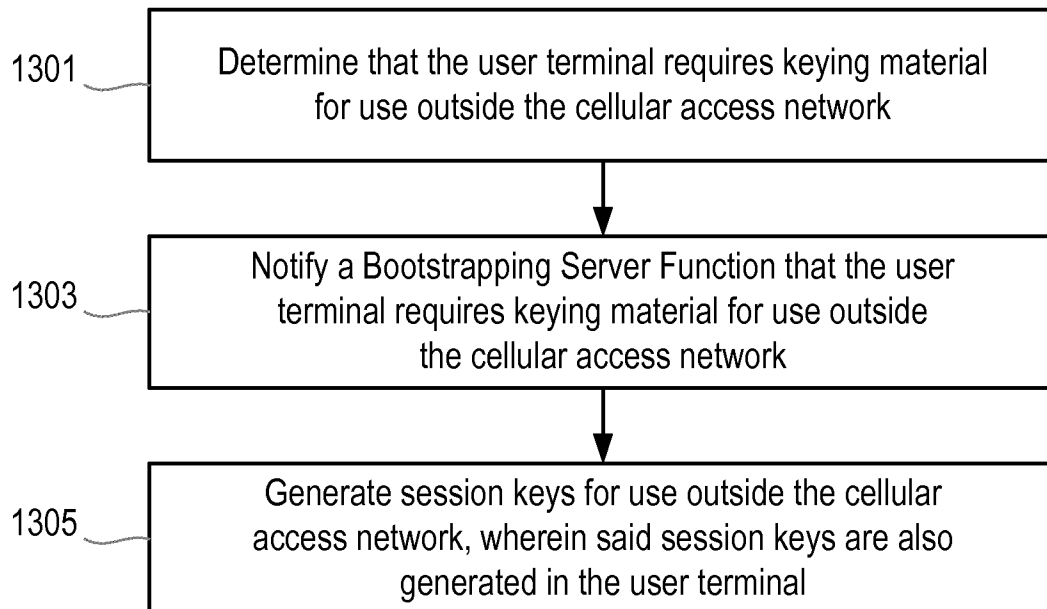 1301
Determine that the user terminal requires keying material
for use outside the cellular access network
1303
Notify a Bootstrapping Server Function that the user
terminal requires keying material for use outside
the cellular access network
1305
Generate session keys for use outside the cellular
access network, wherein said session keys are also
generated in the user terminal